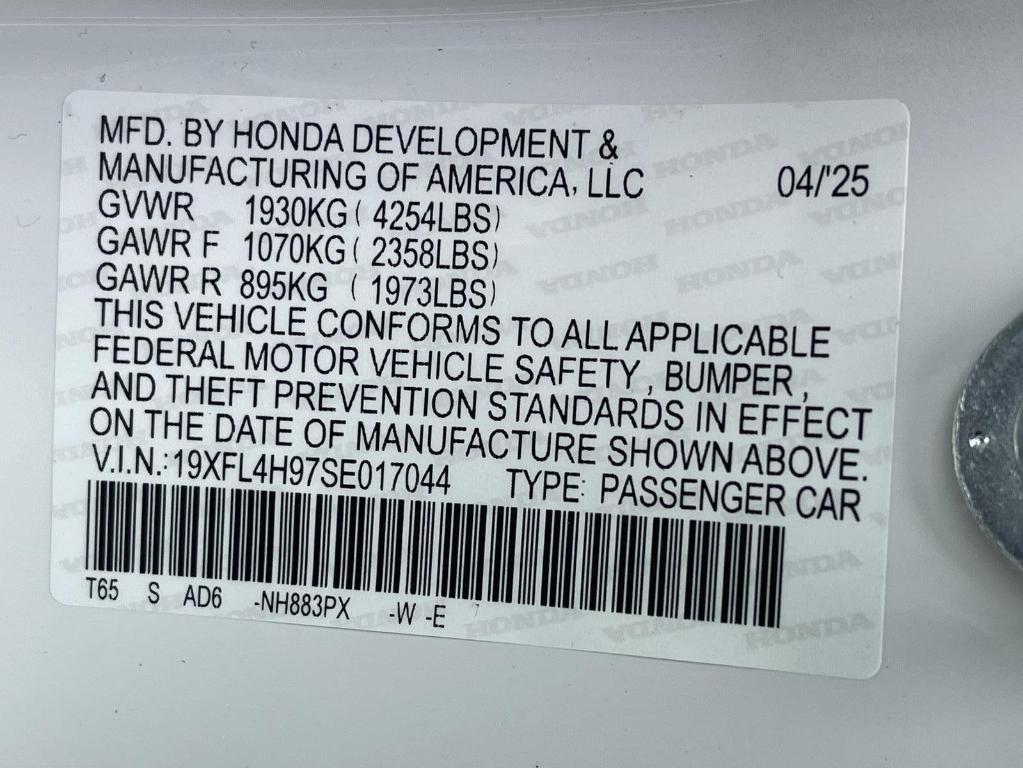 MFD. BY HONDA DEVELOPMENT &
MANUFACTURING OF AMERICA, LLC 04/'25
GVWR 1930KG ( 4254LBS)
GAWR F 1070KG ( 2358LBS)
GAWR R 895KG ( 1973LBS)
THIS VEHICLE CONFORMS TO ALL APPLICABLE
FEDERAL MOTOR VEHICLE SAFETY, BUMPER,
AND THEFT PREVENTION STANDARDS IN EFFECT
ON THE DATE OF MANUFACTURE SHOWN ABOVE.
V.I.N.: 19XFL4H97SE017044 TYPE: PASSENGER CAR
T65 S AD6 -NH883PX -W -E